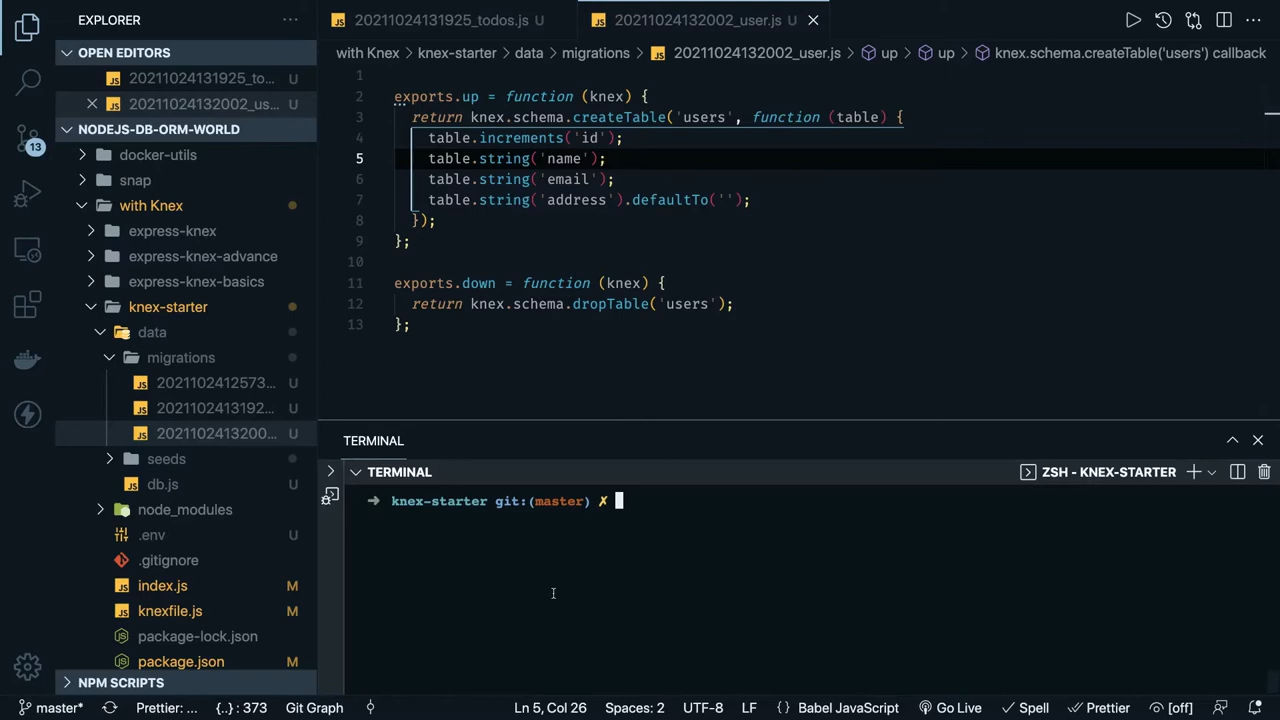 EXPLORER
OPEN EDITORS
20211024131925_to... U
20211024132002_us... U
NODEJS-DB-ORM-WORLD
docker-utils
snap
with Knex
express-knex
express-knex-advance
express-knex-basics
knex-starter
data
migrations
2021102412573... U
2021102413192... U
2021102413200... U
seeds
db.js U
node_modules
.env U
.gitignore
index.js M
knexfile.js M
package-lock.json
package.json M
NPM SCRIPTS
13
20211024131925_todos.js U
20211024132002_user.js U
with Knex > knex-starter > data > migrations > 20211024132002_user.js > up > up > knex.schema.createTable('users') callback
1
2 exports.up = function (knex) {
3 return knex.schema.createTable('users', function (table) {
4 table.increments('id');
5 table.string('name');
6 table.string('email');
7 table.string('address').defaultTo('');
8 });
9 };
10
11 exports.down = function (knex) {
12 return knex.schema.dropTable('users');
13 };
TERMINAL
TERMINAL ZSH - KNEX-STARTER
➜ knex-starter git:(master) ✗
master* Prettier: ... {..} : 373 Git Graph Ln 5, Col 26 Spaces: 2 UTF-8 LF {} Babel JavaScript Go Live ✓ Spell Prettier [off]